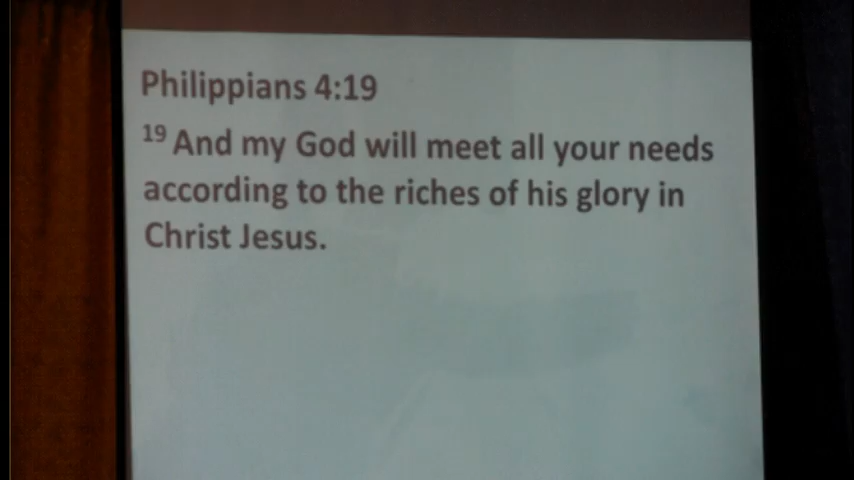 Philippians 4:19
19 And my God will meet all your needs
according to the riches of his glory in
Christ Jesus.